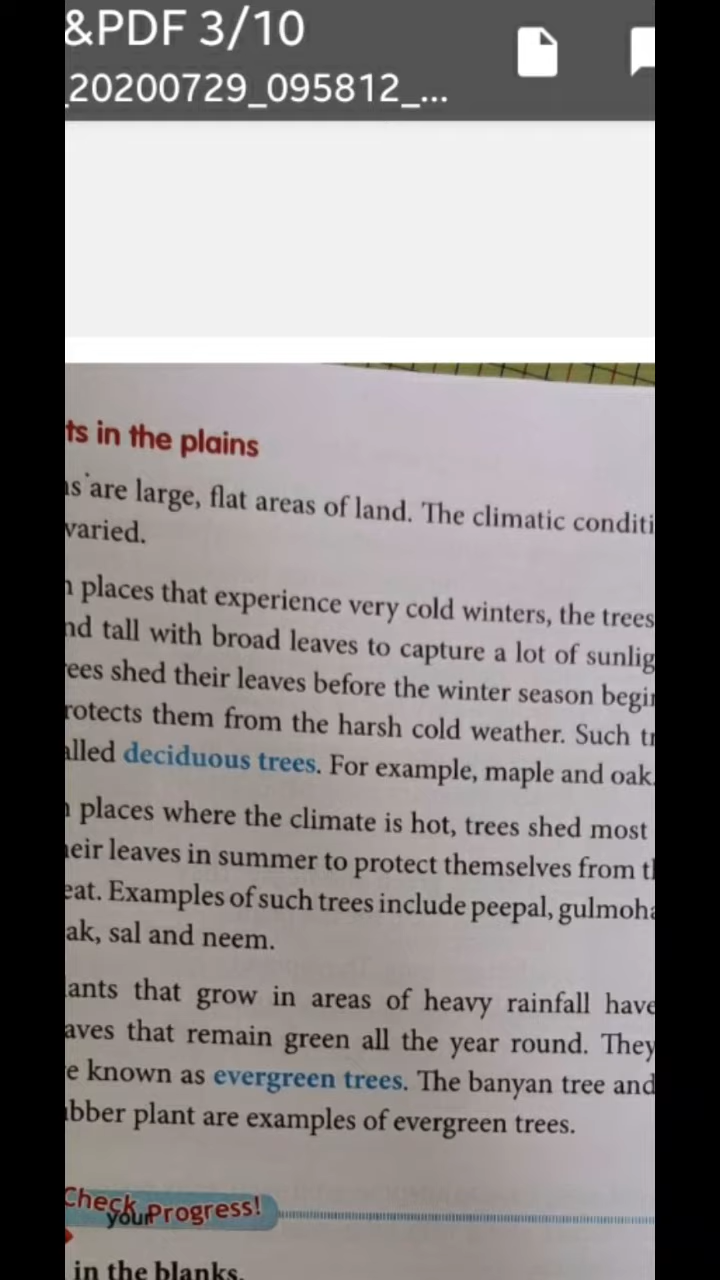 &PDF 3/10
_20200729_095812_...
ts in the plains
are large, flat areas of land. The climatic conditi
varied.
places that experience very cold winters, the trees
nd tall with broad leaves to capture a lot of sunlig
ees shed their leaves before the winter season begin
rotects them from the harsh cold weather. Such tr
alled deciduous trees. For example, maple and oak.
places where the climate is hot, trees shed most
eir leaves in summer to protect themselves from th
eat. Examples of such trees include peepal, gulmoha
ak, sal and neem.
ants that grow in areas of heavy rainfall have
aves that remain green all the year round. They
e known as evergreen trees. The banyan tree and
ubber plant are examples of evergreen trees.
Check your Progress!
in the blanks.